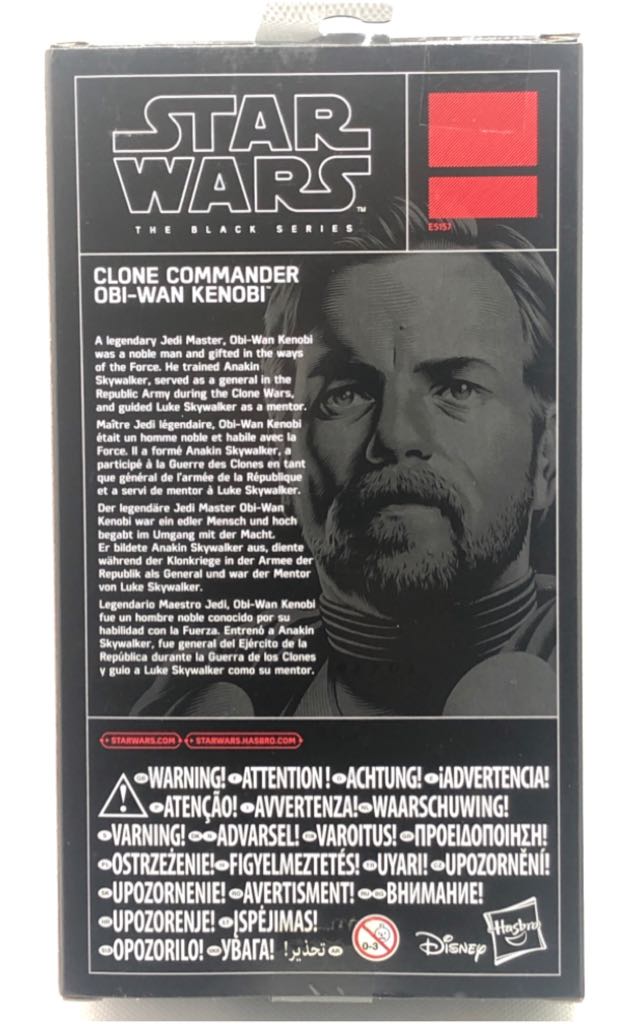 STAR
WARS™
THE BLACK SERIES
E5157
CLONE COMMANDER
OBI-WAN KENOBI™
A legendary Jedi Master, Obi-Wan Kenobi
was a noble man and gifted in the ways
of the Force. He trained Anakin
Skywalker, served as a general in the
Republic Army during the Clone Wars,
and guided Luke Skywalker as a mentor.
Maître Jedi légendaire, Obi-Wan Kenobi
était un homme noble et habile avec la
Force. Il a formé Anakin Skywalker, a
participé à la Guerre des Clones en tant
que général de l'armée de la République
et a servi de mentor à Luke Skywalker.
Der legendäre Jedi Master Obi-Wan
Kenobi war ein edler Mensch und hoch
begabt im Umgang mit der Macht.
Er bildete Anakin Skywalker aus, diente
während der Klonkriege in der Armee der
Republik als General und war der Mentor
von Luke Skywalker.
Legendario Maestro Jedi, Obi-Wan Kenobi
fue un hombre noble conocido por su
habilidad con la Fuerza. Entrenó a Anakin
Skywalker, fue general del Ejército de la
República durante la Guerra de los Clones
y guio a Luke Skywalker como su mentor.
STARWARS.COM STARWARS.HASBRO.COM
WARNING! ATTENTION! ACHTUNG! ¡ADVERTENCIA!
ATENÇÃO! AVVERTENZA! WAARSCHUWING!
VARNING! ADVARSEL! VAROITUS! ΠΡΟΕΙΔΟΠΟΙΗΣΗ!
OSTRZEŻENIE! FIGYELMEZTETÉS! UYARI! UPOZORNĚNÍ!
UPOZORNENIE! AVERTISMENT! ВНИМАНИЕ!
UPOZORENJE! ĮSPĖJIMAS!
OPOZORILO! УВАГА! تحذير!
0-3
Disney
Hasbro